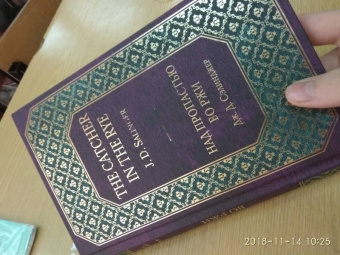 THE CATCHER
IN THE RYE
J.D. SALINGER
НАД ПРОПАСТЬЮ
ВО РЖИ
ДЖ. Д. СЭЛИНДЖЕР
2018-11-14 10:25